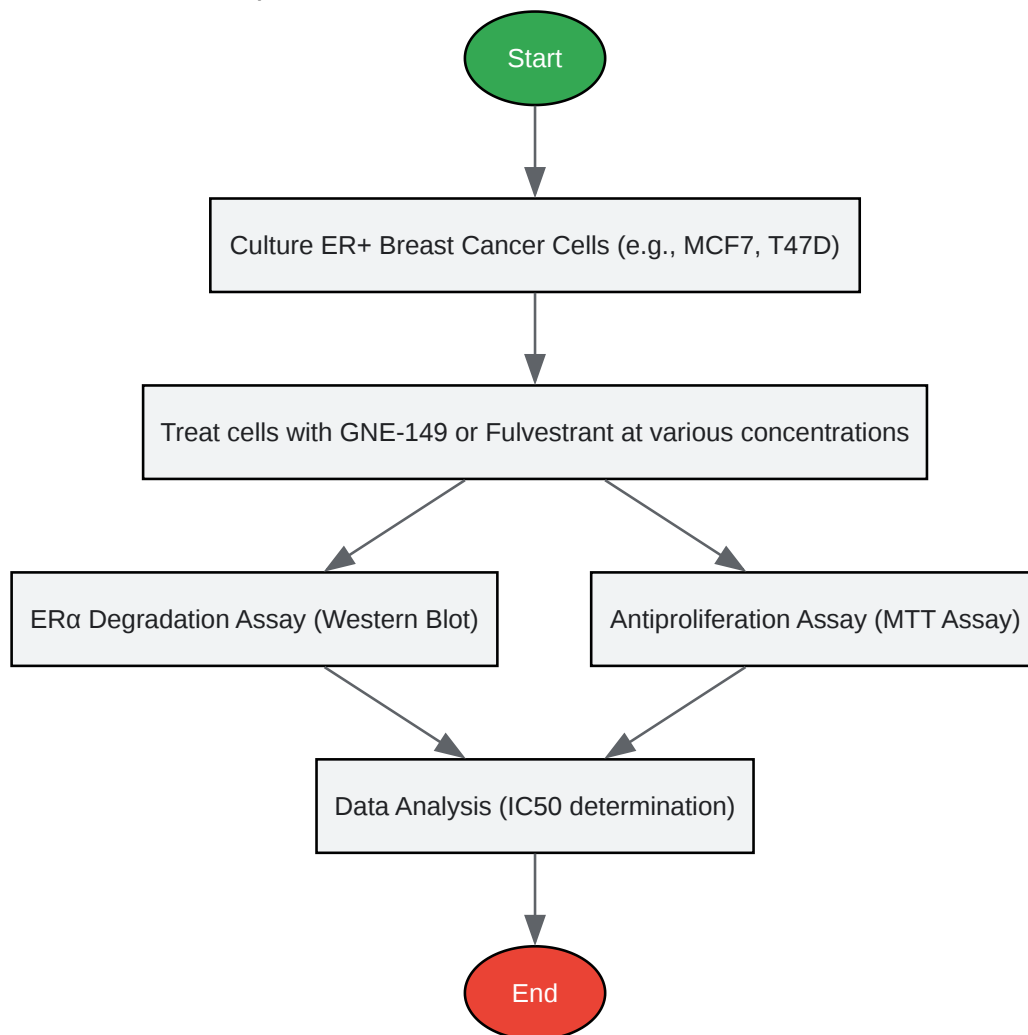 Start
Culture ER+ Breast Cancer Cells (e.g., MCF7, T47D)
Treat cells with GNE-149 or Fulvestrant at various concentrations
ERα Degradation Assay (Western Blot)
Antiproliferation Assay (MTT Assay)
Data Analysis (IC50 determination)
End